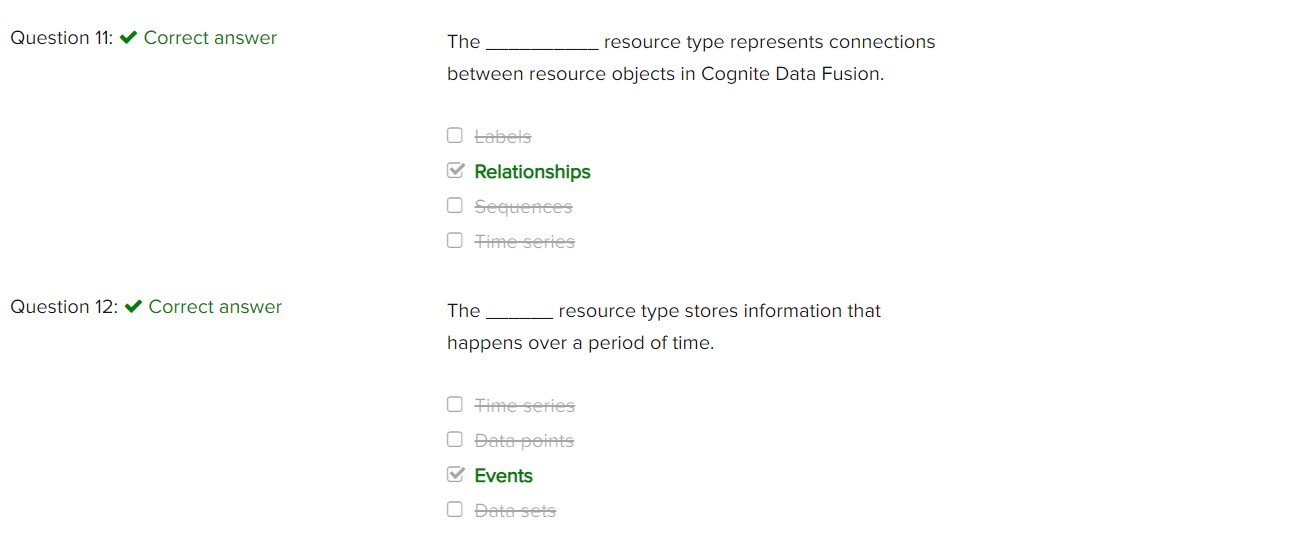 Question 11: ✔ Correct answer
The __________ resource type represents connections
between resource objects in Cognite Data Fusion.
Labels
Relationships
Sequences
Time series
Question 12: ✔ Correct answer
The ______ resource type stores information that
happens over a period of time.
Time series
Data points
Events
Data sets